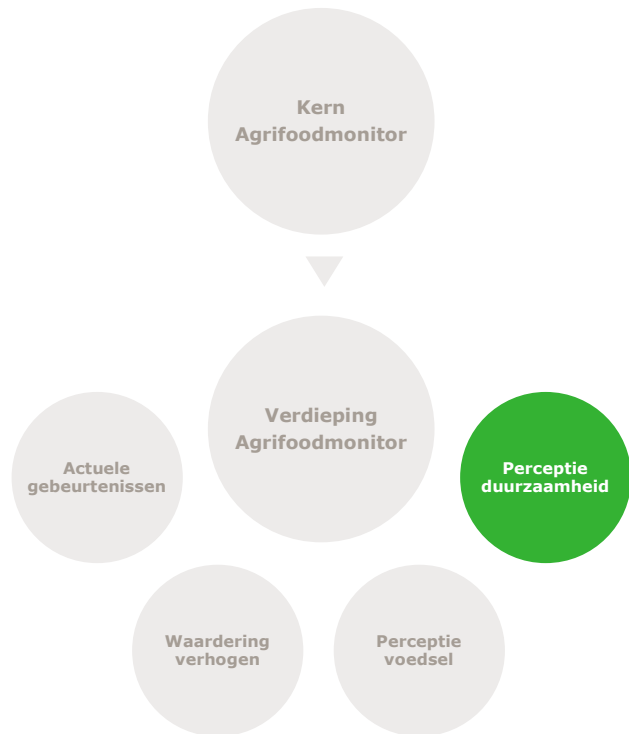 Kern
Agrifoodmonitor
Verdieping
Agrifoodmonitor
Actuele
gebeurtenissen
Perceptie
duurzaamheid
Waardering
verhogen
Perceptie
voedsel